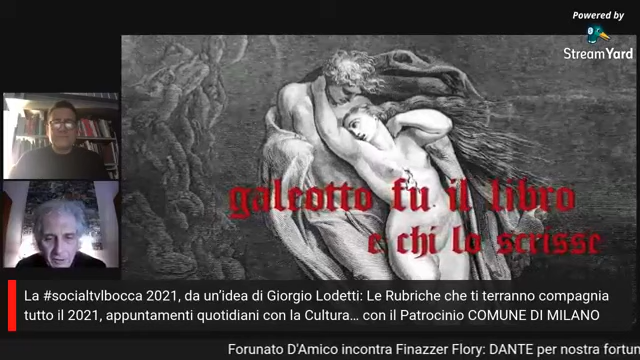 Powered by
StreamYard
galeotto fu il libro
e chi lo scrisse
La #socialtvlbocca 2021, da un’idea di Giorgio Lodetti: Le Rubriche che ti terranno compagnia
tutto il 2021, appuntamenti quotidiani con la Cultura… con il Patrocinio COMUNE DI MILANO
Forunato D'Amico incontra Finazzer Flory: DANTE per nostra fortun